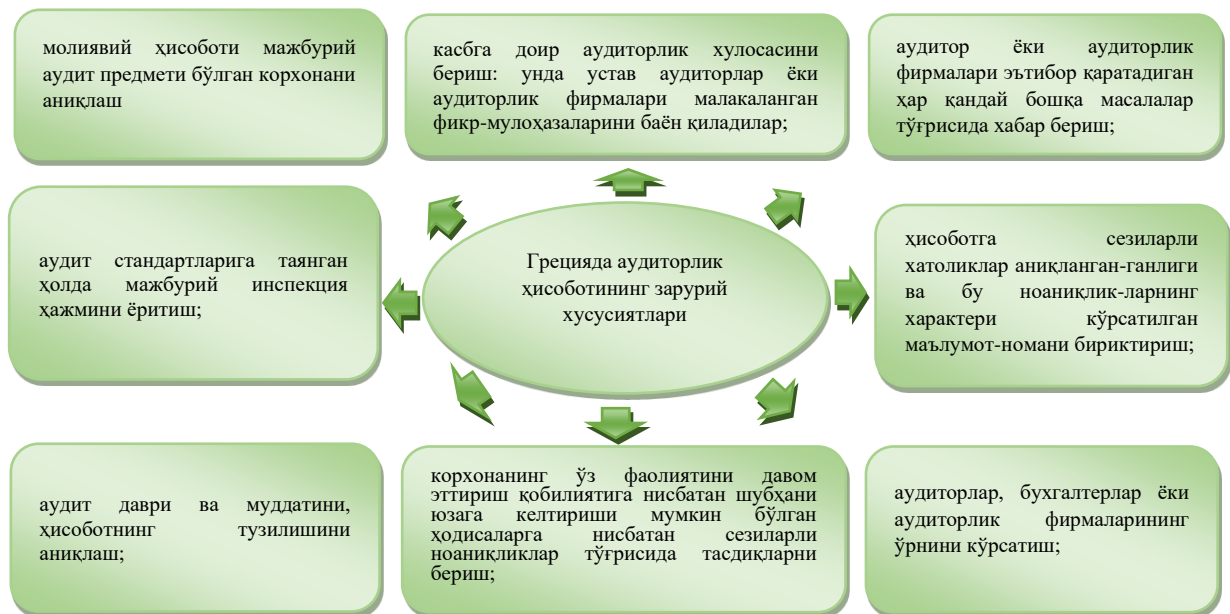 молиявий ҳисоботи мажбурий
аудит предмети бўлган корхонани
аниқлаш
касбга доир аудиторлик хулосасини
бериш: унда устав аудиторлар ёки
аудиторлик фирмалари малакаланган
фикр-мулоҳазаларини баён қиладилар;
аудитор ёки аудиторлик
фирмалари эътибор қаратадиган
ҳар қандай бошқа масалалар
тўғрисида хабар бериш;
аудит стандартларига таянган
ҳолда мажбурий инспекция
ҳажмини ёритиш;
Грецияда аудиторлик
ҳисоботининг зарурий
хусусиятлари
ҳисоботга сезиларли
хатоликлар аниқланган-ганлиги
ва бу ноаниқлик-ларнинг
характери кўрсатилган
маълумот-номани бириктириш;
аудит даври ва муддатини,
ҳисоботнинг тузилишини
аниқлаш;
корхонанинг ўз фаолиятини давом
эттириш қобилиятига нисбатан шубҳани
юзага келтириши мумкин бўлган
ҳодисаларга нисбатан сезиларли
ноаниқликлар тўғрисида тасдиқларни
бериш;
аудиторлар, бухгалтерлар ёки
аудиторлик фирмаларининг
ўрнини кўрсатиш;